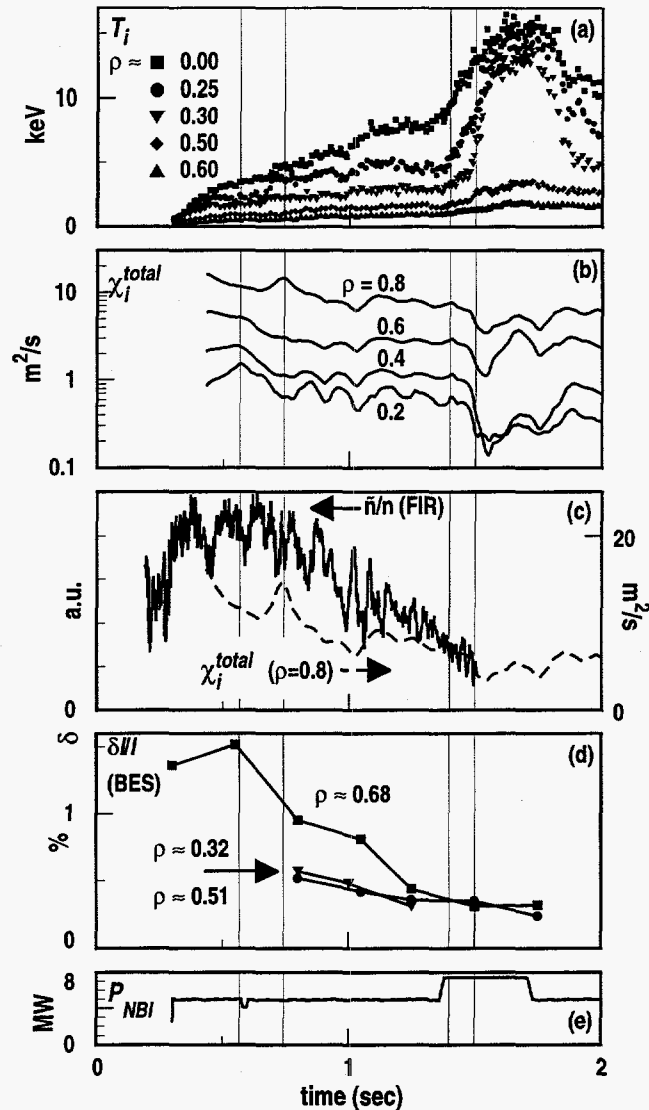 T_i
(a)
ρ ≈ ■ 0.00
● 0.25
▼ 0.30
◆ 0.50
▲ 0.60
keV
10
0
χ_i^total
(b)
ρ = 0.8
0.6
0.4
0.2
m²/s
10
1
0.1
ñ/n (FIR)
(c)
a.u.
0
20
m²/s
0
χ_i^total (ρ=0.8)
δI/I
(BES)
(d)
ρ ≈ 0.68
ρ ≈ 0.32
ρ ≈ 0.51
% δ
1
0
P_NBI
(e)
MW
8
0
0 1 2
time (sec)